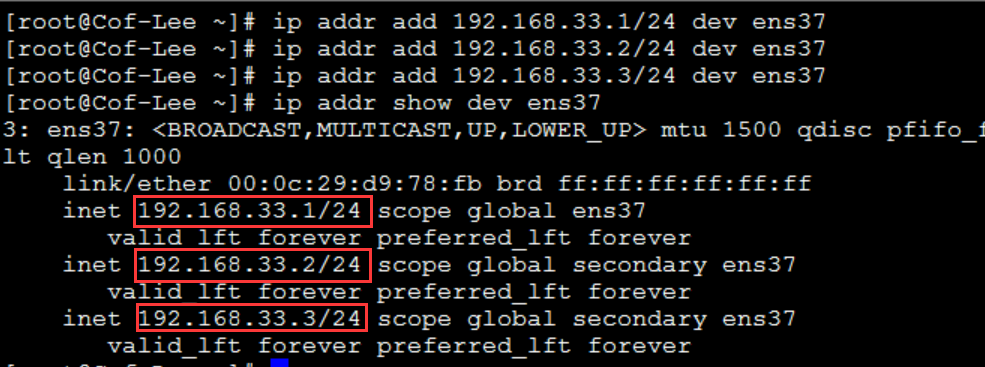 [root@Cof-Lee ~]# ip addr add 192.168.33.1/24 dev ens37
[root@Cof-Lee ~]# ip addr add 192.168.33.2/24 dev ens37
[root@Cof-Lee ~]# ip addr add 192.168.33.3/24 dev ens37
[root@Cof-Lee ~]# ip addr show dev ens37
3: ens37: <BROADCAST,MULTICAST,UP,LOWER_UP> mtu 1500 qdisc pfifo_f
lt qlen 1000
link/ether 00:0c:29:d9:78:fb brd ff:ff:ff:ff:ff:ff
inet 192.168.33.1/24 scope global ens37
valid_lft forever preferred_lft forever
inet 192.168.33.2/24 scope global secondary ens37
valid_lft forever preferred_lft forever
inet 192.168.33.3/24 scope global secondary ens37
valid_lft forever preferred_lft forever
[root@Cof-Lee ~]#